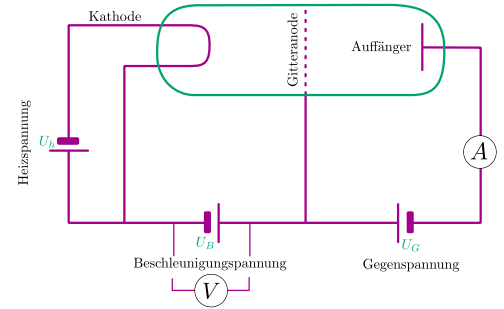 Kathode
Gitteranode
Auffänger
Heizspannung
U_h
A
U_B
U_G
Beschleunigungspannung
Gegenspannung
V